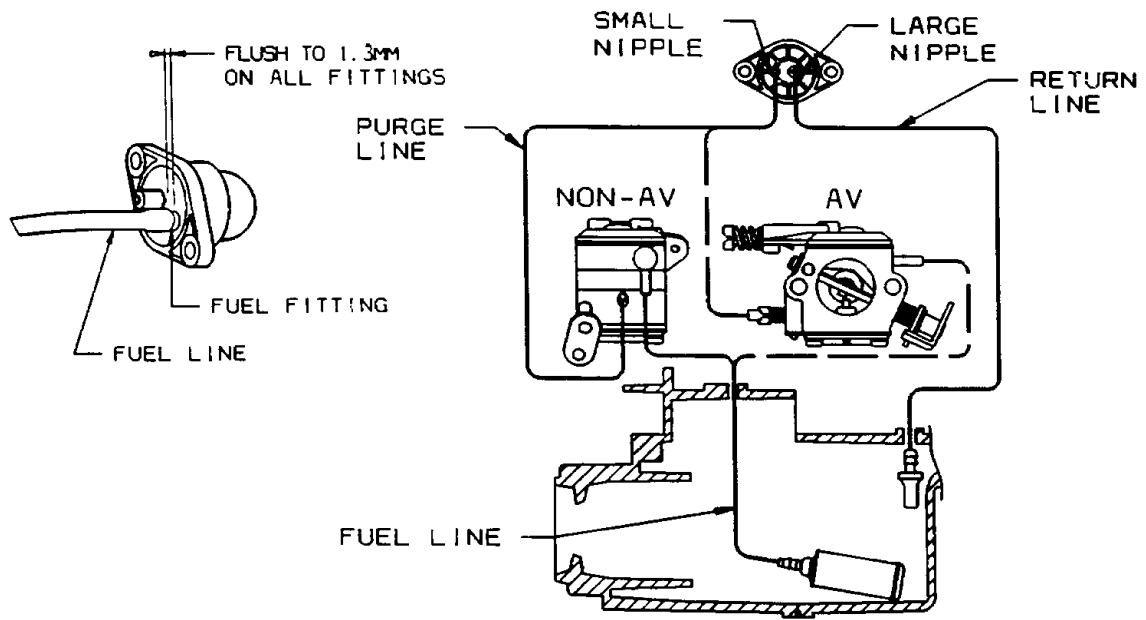 FLUSH TO 1.3MM
ON ALL FITTINGS
FUEL FITTING
FUEL LINE
SMALL
NIPPLE
LARGE
NIPPLE
RETURN
LINE
PURGE
LINE
NON-AV
AV
FUEL LINE